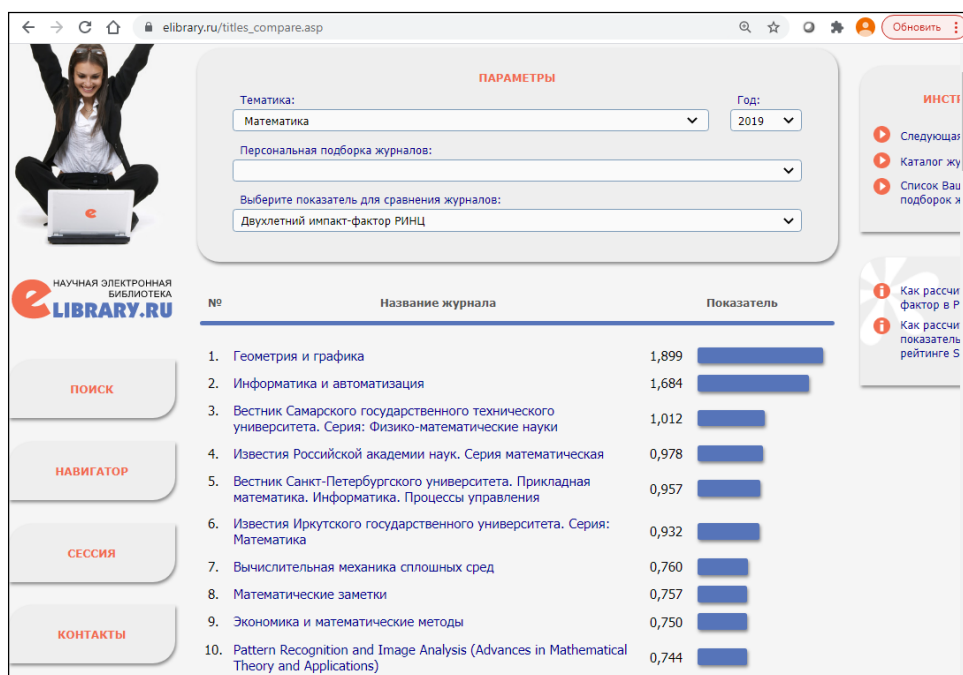 elibrary.ru/titles_compare.asp
Обновить
ПАРАМЕТРЫ
Тематика:
Год:
Математика
2019
Персональная подборка журналов:
Выберите показатель для сравнения журналов:
Двухлетний импакт-фактор РИНЦ
ИНСТ
Следующая
Каталог жу
Список Ваш
подборок ж
Как рассчи
фактор в Р
Как рассчи
показатель
рейтинге S
НАУЧНАЯ ЭЛЕКТРОННАЯ
БИБЛИОТЕКА
eLIBRARY.RU
ПОИСК
НАВИГАТОР
СЕССИЯ
КОНТАКТЫ
№ Название журнала Показатель
1. Геометрия и графика 1,899
2. Информатика и автоматизация 1,684
3. Вестник Самарского государственного технического
университета. Серия: Физико-математические науки 1,012
4. Известия Российской академии наук. Серия математическая 0,978
5. Вестник Санкт-Петербургского университета. Прикладная
математика. Информатика. Процессы управления 0,957
6. Известия Иркутского государственного университета. Серия:
Математика 0,932
7. Вычислительная механика сплошных сред 0,760
8. Математические заметки 0,757
9. Экономика и математические методы 0,750
10. Pattern Recognition and Image Analysis (Advances in Mathematical
Theory and Applications) 0,744